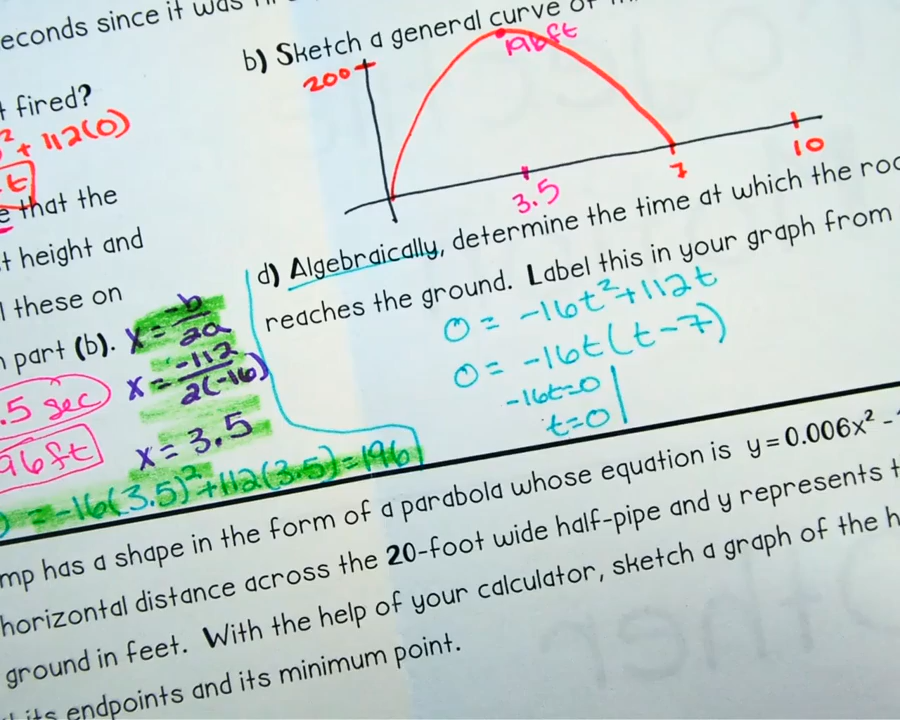 econds since it was
fired?
² + 112(0)
t
e that the
t height and
l these on
part (b).
.5 sec
96ft
x = -b/2a
x = -112/2(-16)
x = 3.5
) = -16(3.5)² + 112(3.5) = 196
b) Sketch a general curve of
200
196ft
3.5
7
10
d) Algebraically, determine the time at which the roc
reaches the ground. Label this in your graph from
0 = -16t² + 112t
0 = -16t(t-7)
-16t=0
t=0
mp has a shape in the form of a parabola whose equation is y=0.006x² -
horizontal distance across the 20-foot wide half-pipe and y represents t
ground in feet. With the help of your calculator, sketch a graph of the h
its endpoints and its minimum point.